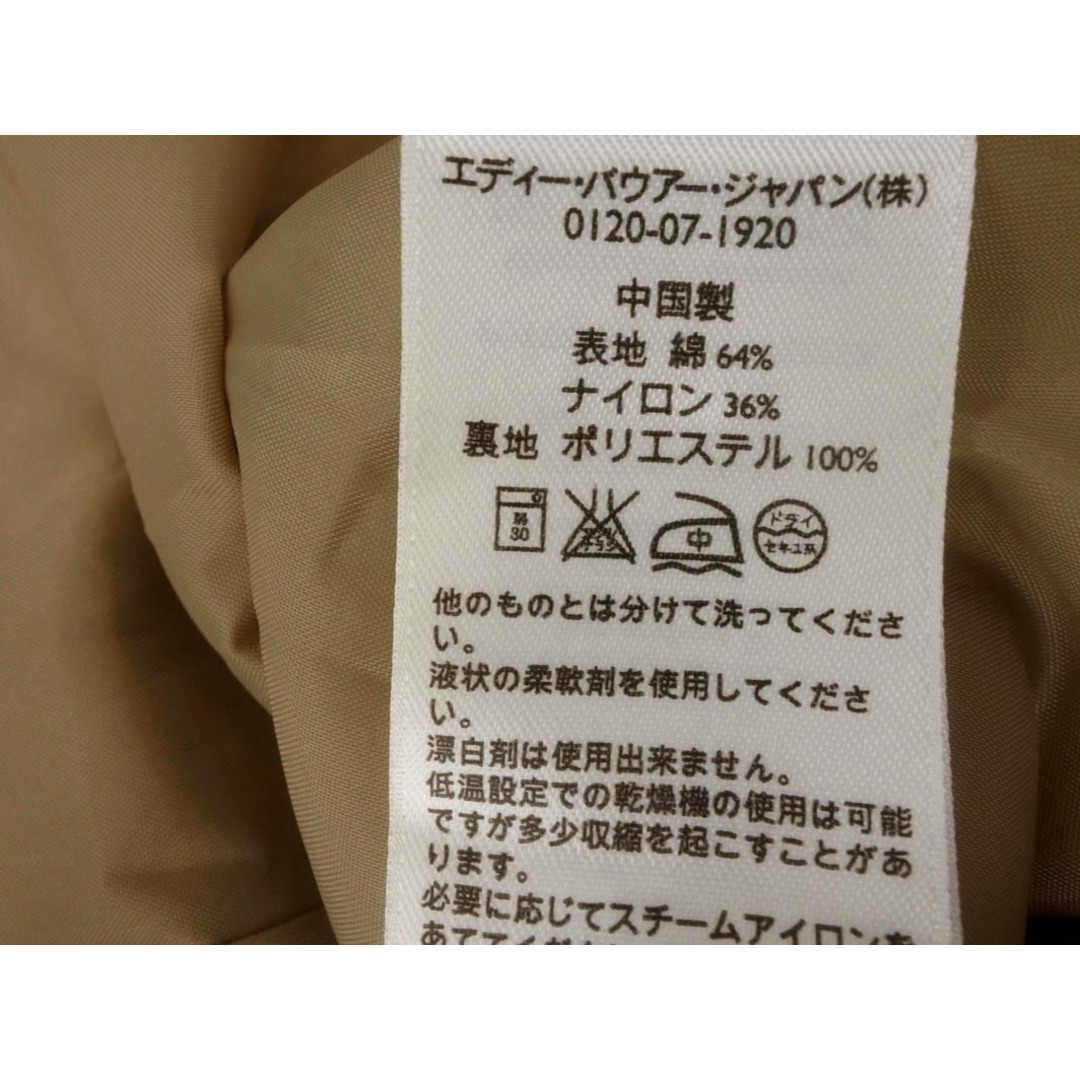 エディー・バウアー・ジャパン(株)
0120-07-1920
中国製
表地 綿 64%
ナイロン 36%
裏地 ポリエステル 100%
弱
30
中
ドライ
セキユ系
他のものとは分けて洗ってくださ
い。
液状の柔軟剤を使用してくださ
い。
漂白剤は使用出来ません。
低温設定での乾燥機の使用は可能
ですが多少収縮を起こすことがあ
ります。
必要に応じてスチームアイロンを